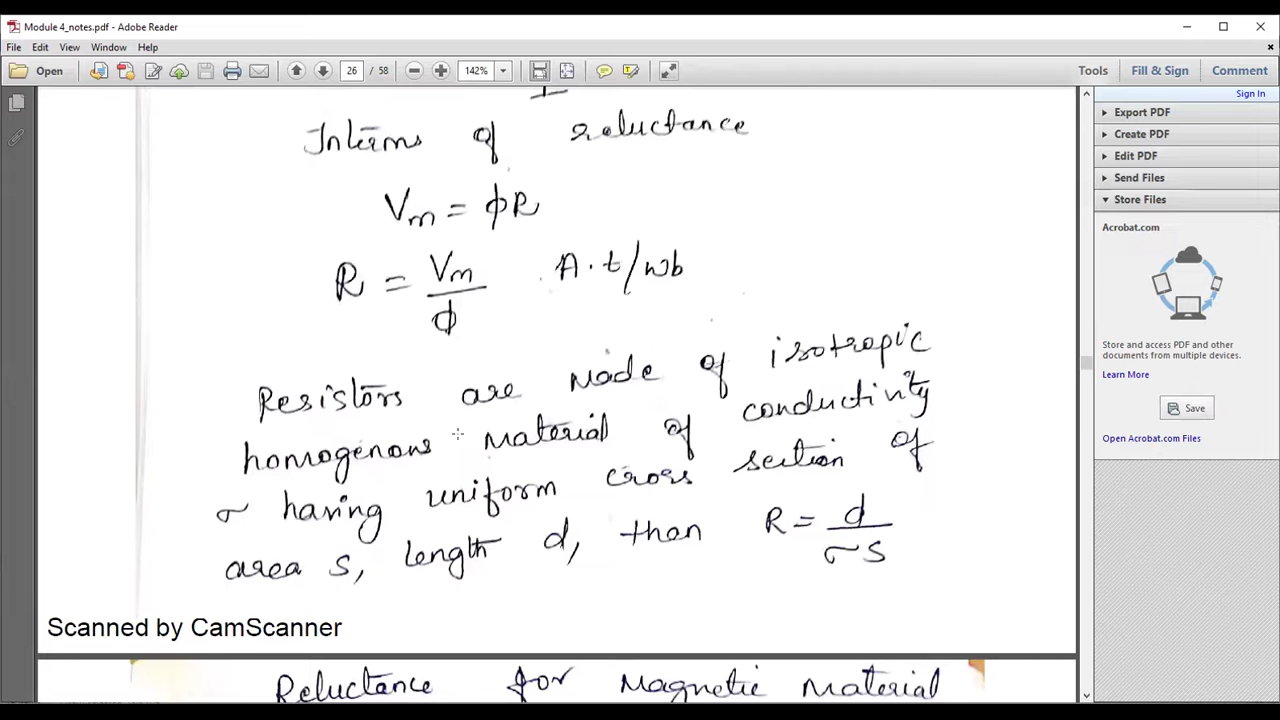 Module 4_notes.pdf - Adobe Reader
File Edit View Window Help
Open 26 / 58 142% Tools Fill & Sign Comment
Sign In
Export PDF
Create PDF
Edit PDF
Send Files
Store Files
Acrobat.com
Store and access PDF and other
documents from multiple devices.
Learn More
Save
Open Acrobat.com Files
Interms of reluctance
Vm = ϕR
R = Vm/ϕ A.t/wb
Resistors are made of isotropic
homogenous material of conductivity
σ having uniform cross section of
area s, length d, than R = d/σs
Scanned by CamScanner
Reluctance for Magnetic Material